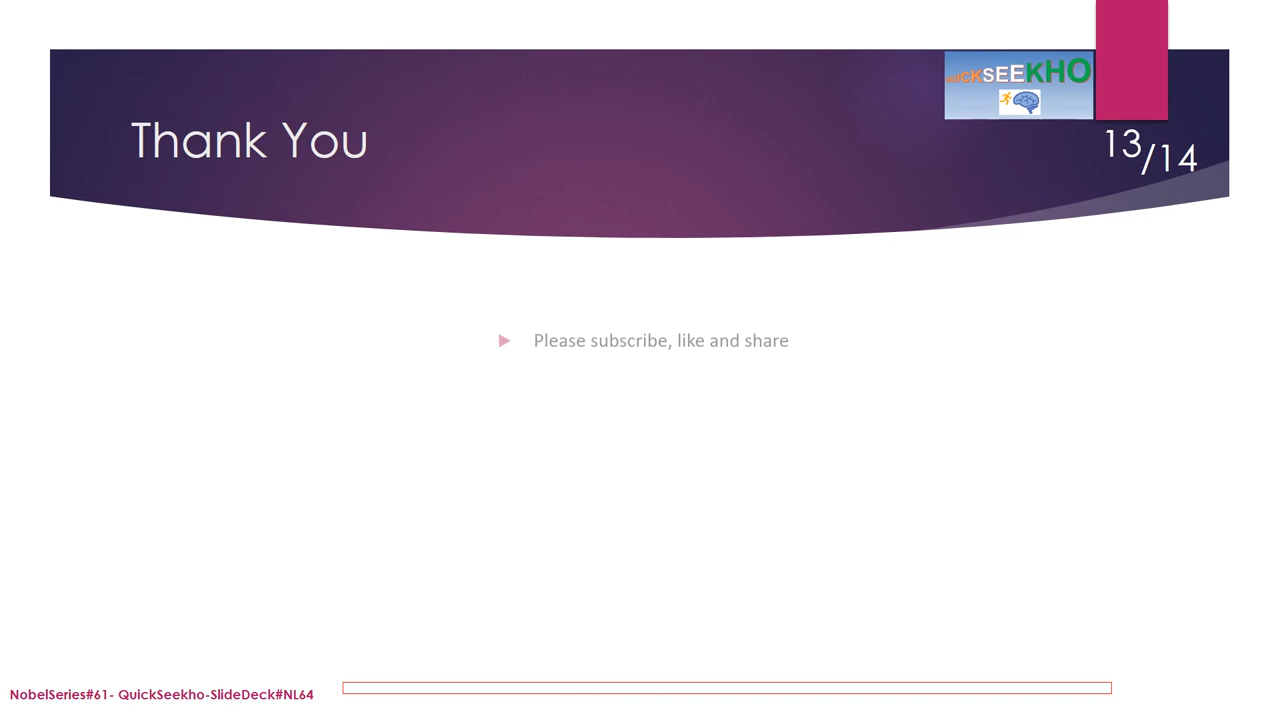 QUICKSEEKHO
Thank You
13/14
Please subscribe, like and share
NobelSeries#61- QuickSeekho-SlideDeck#NL64